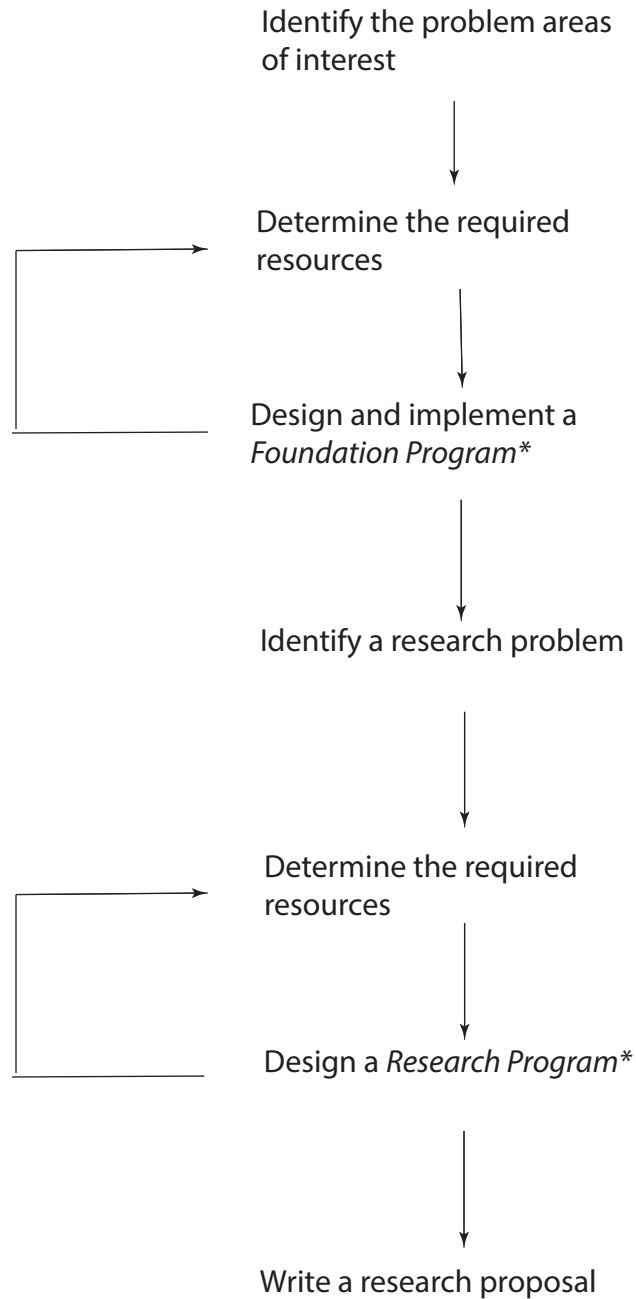 Identify the problem areas
of interest
Determine the required
resources
Design and implement a
Foundation Program*
Identify a research problem
Determine the required
resources
Design a Research Program*
Write a research proposal